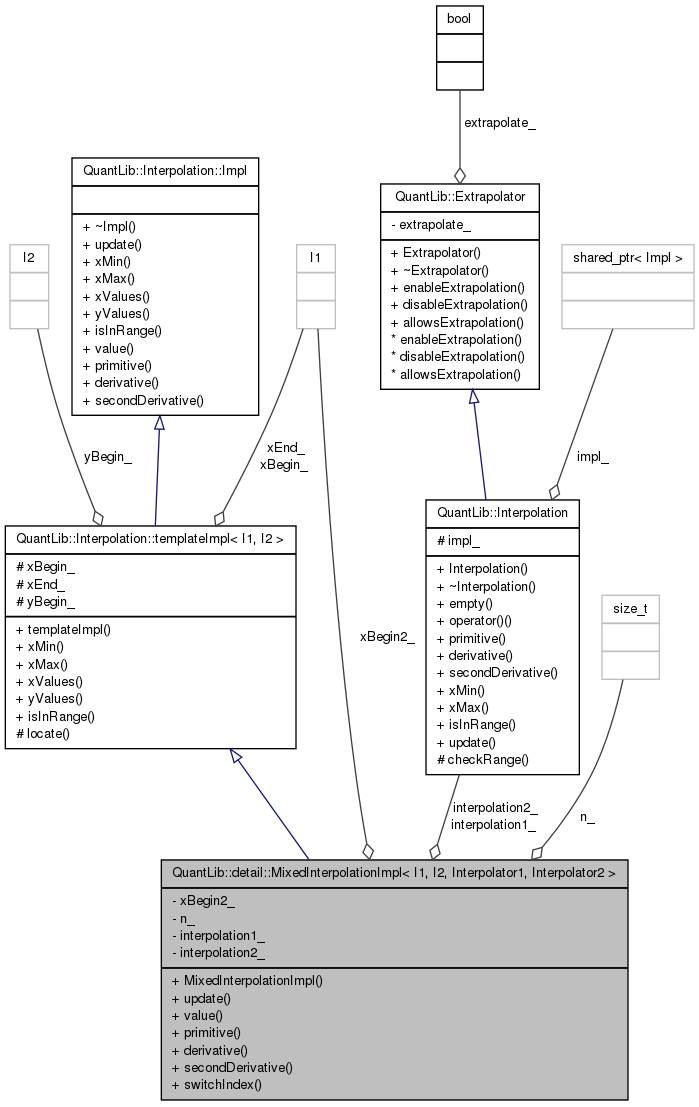 bool
extrapolate_
QuantLib::Interpolation::Impl
+ ~Impl()
+ update()
+ xMin()
+ xMax()
+ xValues()
+ yValues()
+ isInRange()
+ value()
+ primitive()
+ derivative()
+ secondDerivative()
QuantLib::Extrapolator
- extrapolate_
+ Extrapolator()
+ ~Extrapolator()
+ enableExtrapolation()
+ disableExtrapolation()
+ allowsExtrapolation()
* enableExtrapolation()
* disableExtrapolation()
* allowsExtrapolation()
I2
I1
shared_ptr< Impl >
yBegin_
xEnd_
xBegin_
impl_
QuantLib::Interpolation::templateImpl< I1, I2 >
# xBegin_
# xEnd_
# yBegin_
+ templateImpl()
+ xMin()
+ xMax()
+ xValues()
+ yValues()
+ isInRange()
# locate()
QuantLib::Interpolation
# impl_
+ Interpolation()
+ ~Interpolation()
+ empty()
+ operator()()
+ primitive()
+ derivative()
+ secondDerivative()
+ xMin()
+ xMax()
+ isInRange()
+ update()
# checkRange()
size_t
xBegin2_
interpolation2_
interpolation1_
n_
QuantLib::detail::MixedInterpolationImpl< I1, I2, Interpolator1, Interpolator2 >
- xBegin2_
- n_
- interpolation1_
- interpolation2_
+ MixedInterpolationImpl()
+ update()
+ value()
+ primitive()
+ derivative()
+ secondDerivative()
+ switchIndex()